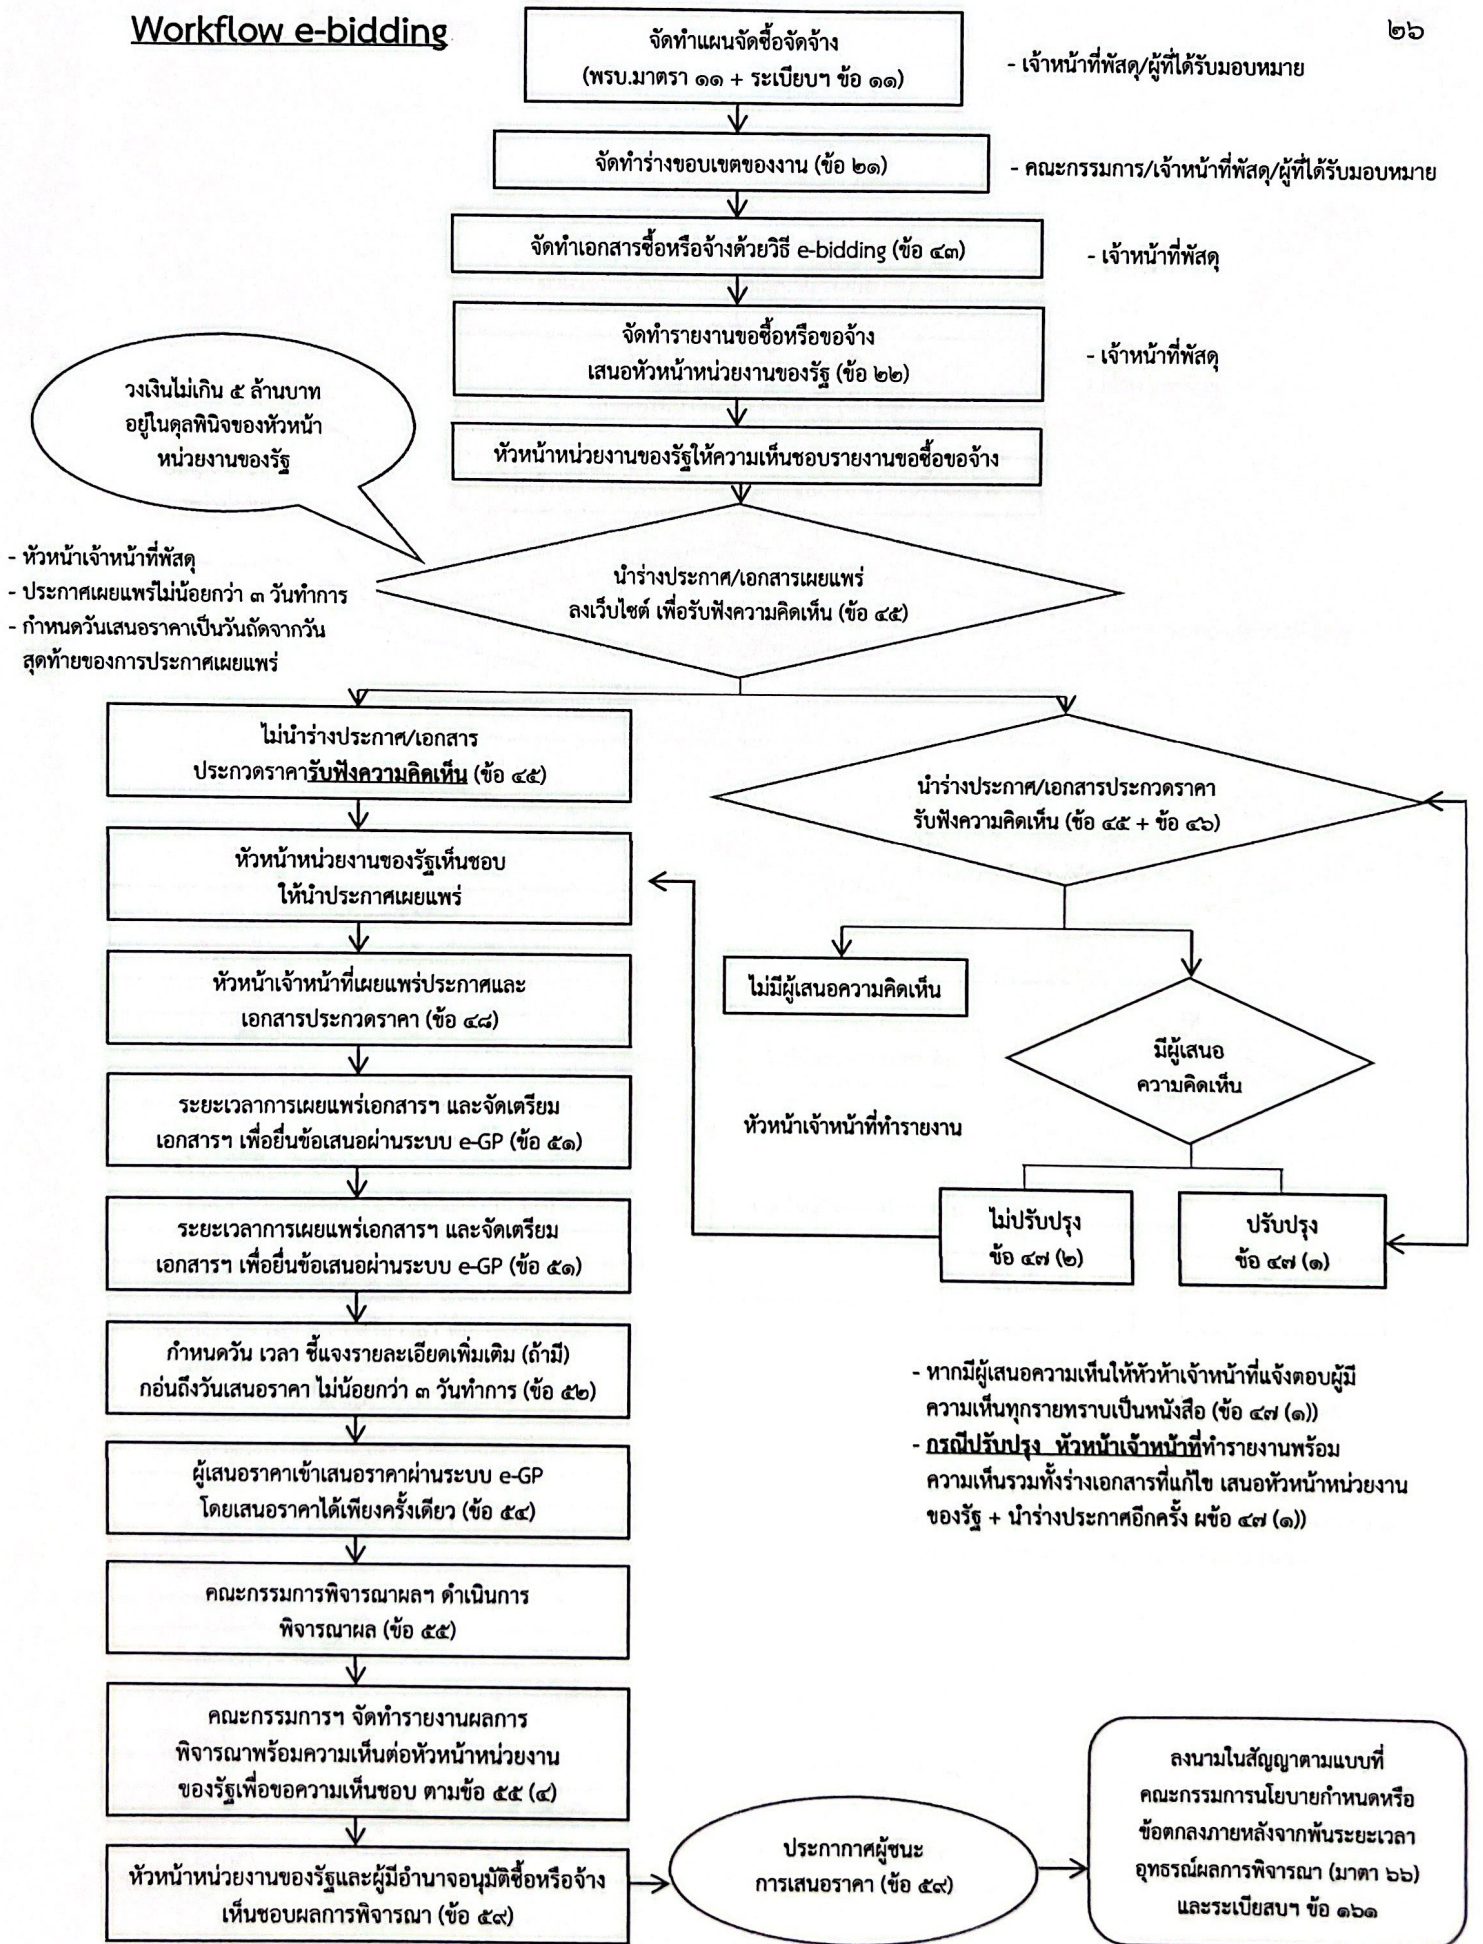 Workflow e-bidding
๒๖
จัดทำแผนจัดซื้อจัดจ้าง
(พรบ.มาตรา ๑๑ + ระเบียบฯ ข้อ ๑๑)
- เจ้าหน้าที่พัสดุ/ผู้ที่ได้รับมอบหมาย
จัดทำร่างขอบเขตของงาน (ข้อ ๒๑)
- คณะกรรมการ/เจ้าหน้าที่พัสดุ/ผู้ที่ได้รับมอบหมาย
จัดทำเอกสารซื้อหรือจ้างด้วยวิธี e-bidding (ข้อ ๔๓)
- เจ้าหน้าที่พัสดุ
จัดทำรายงานขอซื้อหรือขอจ้าง
เสนอหัวหน้าหน่วยงานของรัฐ (ข้อ ๒๒)
- เจ้าหน้าที่พัสดุ
วงเงินไม่เกิน ๕ ล้านบาท
อยู่ในดุลพินิจของหัวหน้า
หน่วยงานของรัฐ
หัวหน้าหน่วยงานของรัฐให้ความเห็นชอบรายงานขอซื้อขอจ้าง
- หัวหน้าเจ้าหน้าที่พัสดุ
- ประกาศเผยแพร่ไม่น้อยกว่า ๓ วันทำการ
- กำหนดวันเสนอราคาเป็นวันถัดจากวัน
สุดท้ายของการประกาศเผยแพร่
นำร่างประกาศ/เอกสารเผยแพร่
ลงเว็บไซต์ เพื่อรับฟังความคิดเห็น (ข้อ ๔๕)
ไม่นำร่างประกาศ/เอกสาร
ประกวดราคารับฟังความคิดเห็น (ข้อ ๔๕)
นำร่างประกาศ/เอกสารประกวดราคา
รับฟังความคิดเห็น (ข้อ ๔๕ + ข้อ ๔๖)
หัวหน้าหน่วยงานของรัฐเห็นชอบ
ให้นำประกาศเผยแพร่
หัวหน้าเจ้าหน้าที่เผยแพร่ประกาศและ
เอกสารประกวดราคา (ข้อ ๔๘)
ไม่มีผู้เสนอความคิดเห็น
มีผู้เสนอ
ความคิดเห็น
ระยะเวลาการเผยแพร่เอกสารฯ และจัดเตรียม
เอกสารฯ เพื่อยื่นข้อเสนอผ่านระบบ e-GP (ข้อ ๕๑)
หัวหน้าเจ้าหน้าที่ทำรายงาน
ระยะเวลาการเผยแพร่เอกสารฯ และจัดเตรียม
เอกสารฯ เพื่อยื่นข้อเสนอผ่านระบบ e-GP (ข้อ ๕๑)
ไม่ปรับปรุง
ข้อ ๔๗ (๒)
ปรับปรุง
ข้อ ๔๗ (๑)
กำหนดวัน เวลา ชี้แจงรายละเอียดเพิ่มเติม (ถ้ามี)
กอ่นถึงวันเสนอราคา ไม่น้อยกว่า ๓ วันทำการ (ข้อ ๕๒)
- หากมีผู้เสนอความเห็นให้หัวห้าเจ้าหน้าที่แจ้งตอบผู้มี
ความเห็นทุกรายทราบเป็นหนังสือ (ข้อ ๔๗ (๑))
- กรณีปรับปรุง หัวหน้าเจ้าหน้าที่ทำรายงานพร้อม
ความเห็นรวมทั้งร่างเอกสารที่แก้ไข เสนอหัวหน้าหน่วยงาน
ของรัฐ + นำร่างประกาศอีกครั้ง ผข้อ ๔๗ (๑))
ผู้เสนอราคาเข้าเสนอราคาผ่านระบบ e-GP
โดยเสนอราคาได้เพียงครั้งเดียว (ข้อ ๕๔)
คณะกรรมการพิจารณาผลฯ ดำเนินการ
พิจารณาผล (ข้อ ๕๕)
คณะกรรมการฯ จัดทำรายงานผลการ
พิจารณาพร้อมความเห็นต่อหัวหน้าหน่วยงาน
ของรัฐเพื่อขอความเห็นชอบ ตามข้อ ๕๕ (๔)
หัวหน้าหน่วยงานของรัฐและผู้มีอำนาจอนุมัติซื้อหรือจ้าง
เห็นชอบผลการพิจารณา (ข้อ ๕๙)
ประกากาศผู้ชนะ
การเสนอราคา (ข้อ ๕๙)
ลงนามในสัญญาตามแบบที่
คณะกรรมการนโยบายกำหนดหรือ
ข้อตกลงภายหลังจากพ้นระยะเวลา
อุทธรณ์ผลการพิจารณา (มาตา ๖๖)
และระเบียสบฯ ข้อ ๑๖๑